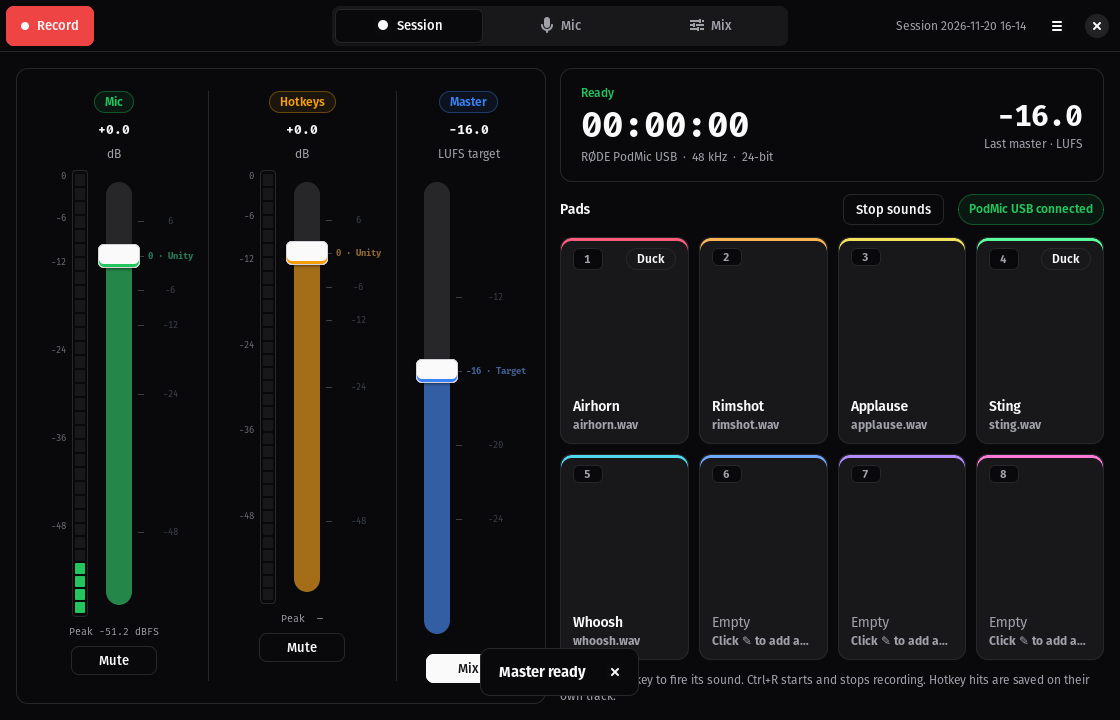 Record
Session
Mic
Mix
Session 2026-11-20 16-14
Mic
+0.0
dB
0
-6
-12
-24
-36
-48
6
0 · Unity
-6
-12
-24
-48
Peak -51.2 dBFS
Mute
Hotkeys
+0.0
dB
0
-6
-12
-24
-36
-48
6
0 · Unity
-6
-12
-24
-48
Peak –
Mute
Master
-16.0
LUFS target
-12
-16 · Target
-20
-24
Mix
Ready
00:00:00
RØDE PodMic USB · 48 kHz · 24-bit
-16.0
Last master · LUFS
Pads
Stop sounds
PodMic USB connected
1
Duck
Airhorn
airhorn.wav
2
Rimshot
rimshot.wav
3
Applause
applause.wav
4
Duck
Sting
sting.wav
5
Whoosh
whoosh.wav
6
Empty
Click ✎ to add a...
7
Empty
Click ✎ to add a...
8
Empty
Click ✎ to add a...
key to fire its sound. Ctrl+R starts and stops recording. Hotkey hits are saved on their
own track.
Master ready